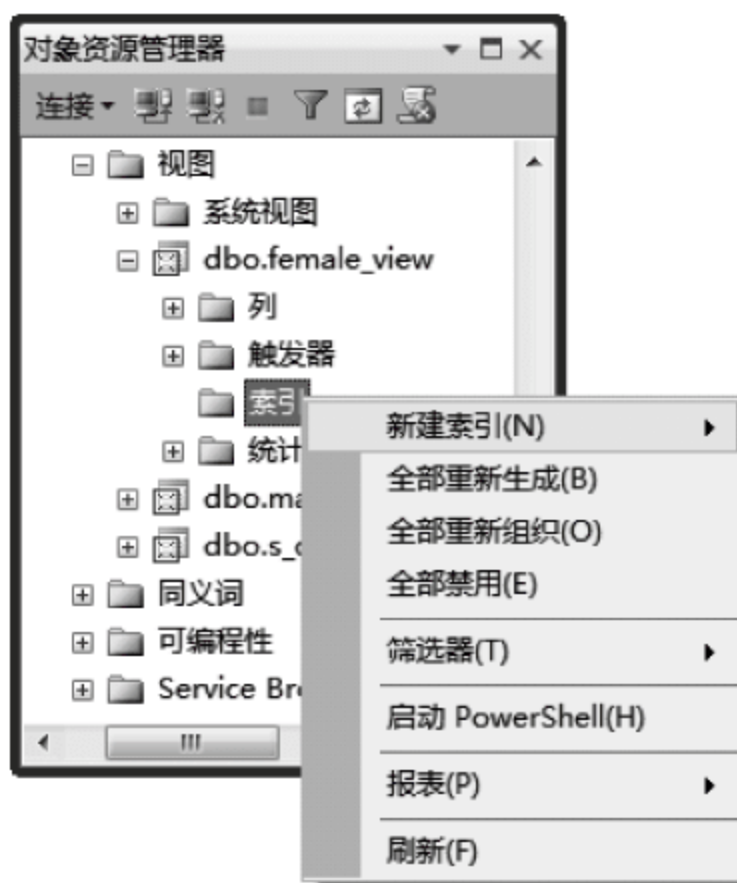 对象资源管理器
连接
视图
系统视图
dbo.female_view
列
触发器
索引
统计
dbo.ma
dbo.s_
同义词
可编程性
Service Br
新建索引(N)
全部重新生成(B)
全部重新组织(O)
全部禁用(E)
筛选器(T)
启动 PowerShell(H)
报表(P)
刷新(F)